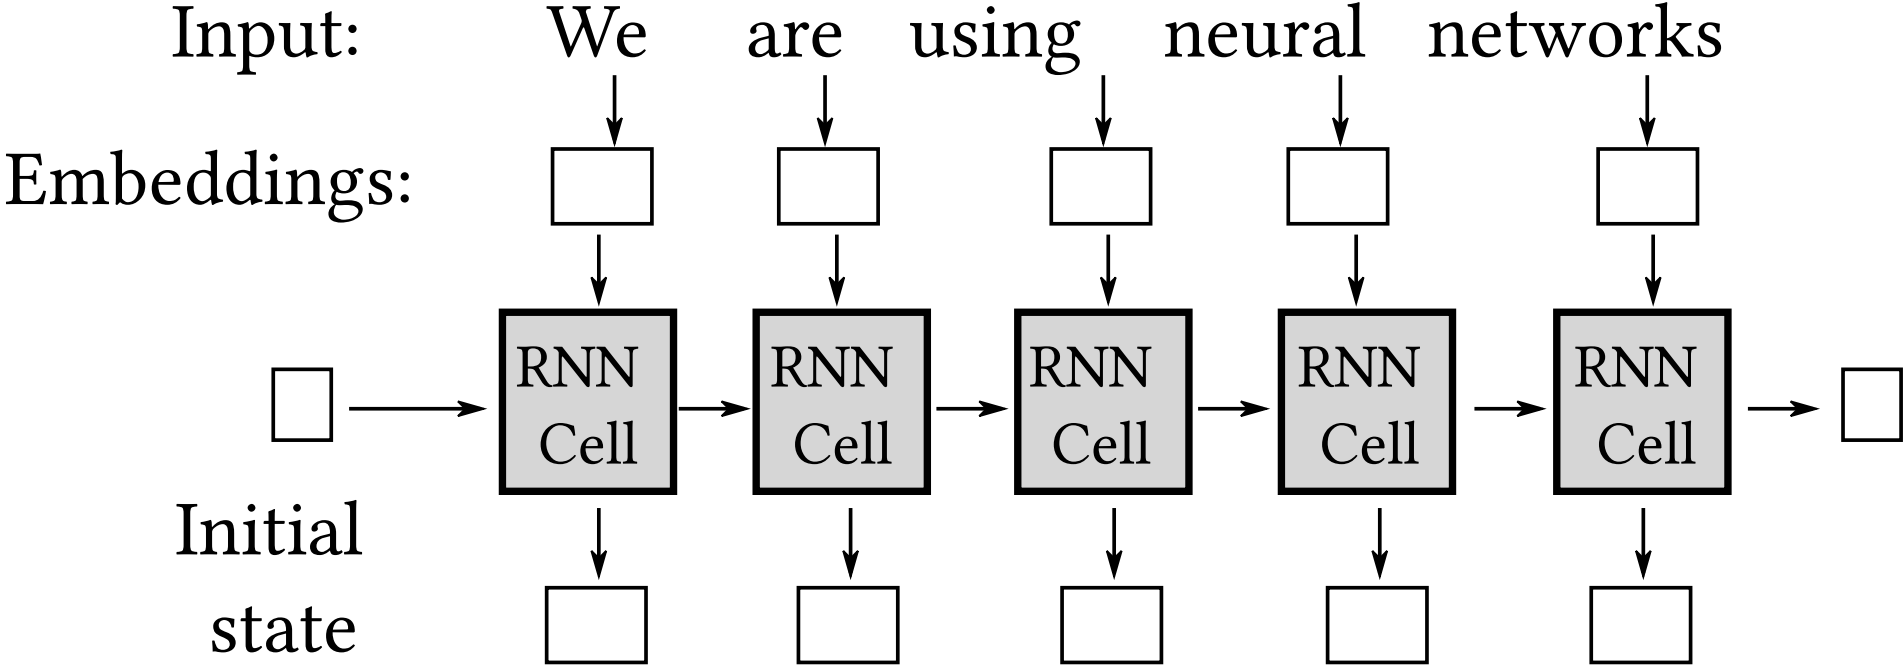 Input: We are using neural networks
Embeddings:
RNN RNN RNN RNN RNN
Cell Cell Cell Cell Cell
Initial
state